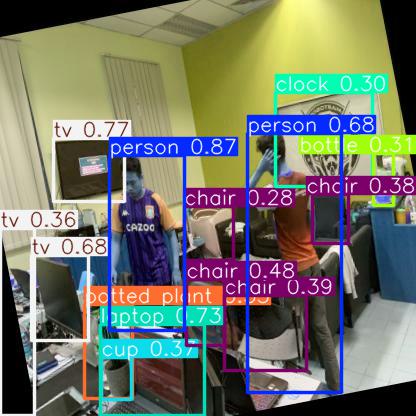 clock 0.30
person 0.68
tv 0.77
person 0.87
bottle 0.31
chair 0.38
chair 0.28
tv 0.36
tv 0.68
CAZOO
chair 0.48
chair 0.39
potted plant
laptop 0.73
cup 0.37